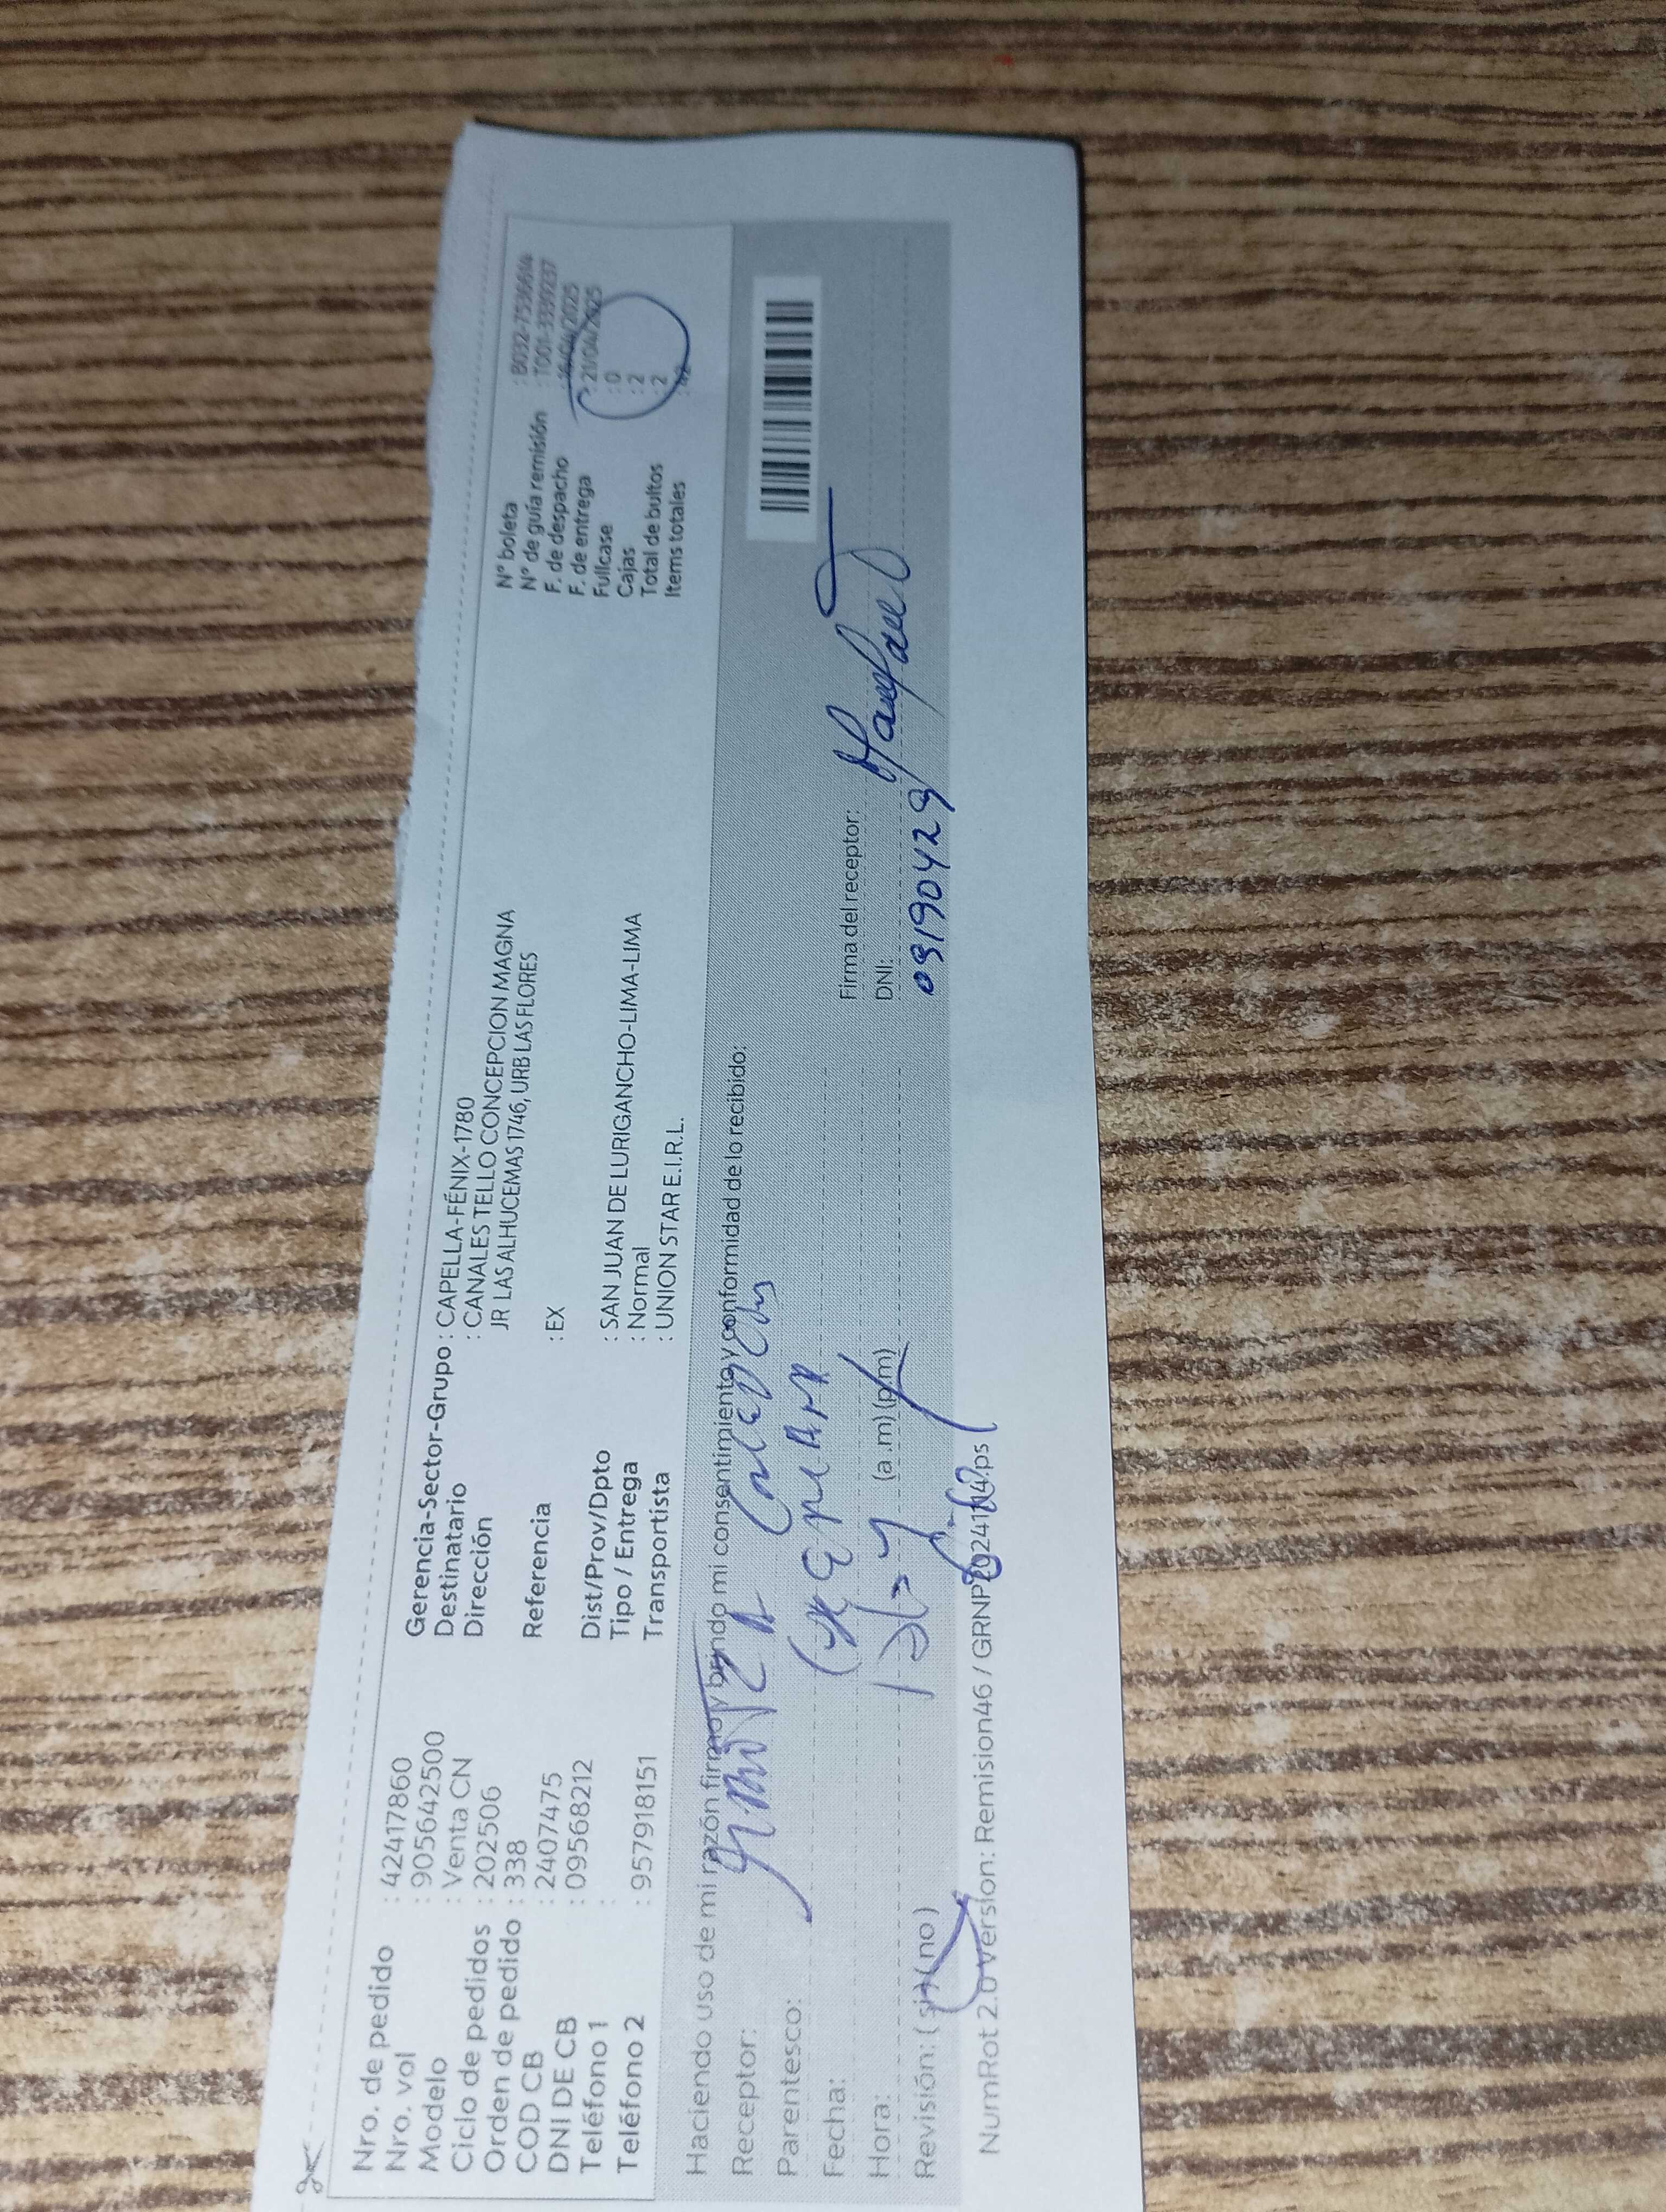 Nro. de pedido : 424417860
Nro. vol : 9056425​00
Modelo : Venta CN
Ciclo de pedidos : 202506
Orden de pedido : 338
COD CB : 2407475
DNI DE CB : 09568212
Teléfono 1 :
Teléfono 2 : 957918151
Gerencia-Sector-Grupo : CAPELLA-FÉNIX-1780
Destinatario : CANALES TELLO CONCEPCION MAGNA
Dirección JR LAS ALHUCEMAS 1746, URB LAS FLORES
Referencia : EX
Dist/Prov/Dpto : SAN JUAN DE LURIGANCHO-LIMA-LIMA
Tipo / Entrega : Normal
Transportista : UNION STAR E.I.R.L.
N° boleta
N° de guía remisión : T001-3399237
F. de despacho
F. de entrega : 21/04/2025
Fullcase : 0
Cajas : 2
Total de bultos : 2
Items totales
Haciendo uso de mi razón firmo y brindo mi consentimiento y conformidad de lo recibido:
Receptor:
Parentesco:
Fecha:
Hora: (a .m) (p/m)
Revisión: ( si ) ( no )
Firma del receptor:
DNI:
NumRot 2.0 Version: Remision46 / GRNP20241114.ps